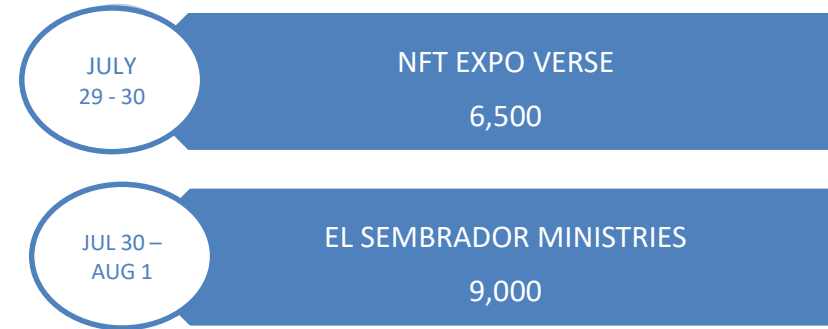 JULY
29 - 30
NFT EXPO VERSE
6,500
JUL 30 –
AUG 1
EL SEMBRADOR MINISTRIES
9,000